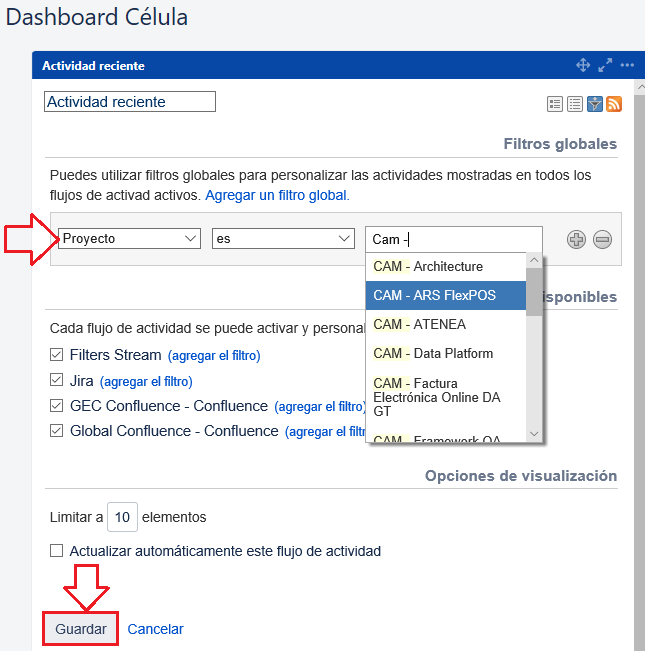 Dashboard Célula
Actividad reciente
Actividad reciente
Filtros globales
Puedes utilizar filtros globales para personalizar las actividades mostradas en todos los
flujos de activad activos. Agregar un filtro global.
Proyecto es Cam -
CAM - Architecture
CAM - ARS FlexPOS
isponibles
CAM - ATENEA
Cada flujo de actividad se puede activar y personal
CAM - Data Platform
Filters Stream (agregar el filtro)
Jira (agregar el filtro)
CAM - Factura
Electrónica Online DA
GT
GEC Confluence - Confluence (agregar el filtro)
Global Confluence - Confluence (agregar el filtr
CAM - Framework QA
Opciones de visualización
Limitar a 10 elementos
Actualizar automáticamente este flujo de actividad
Guardar Cancelar